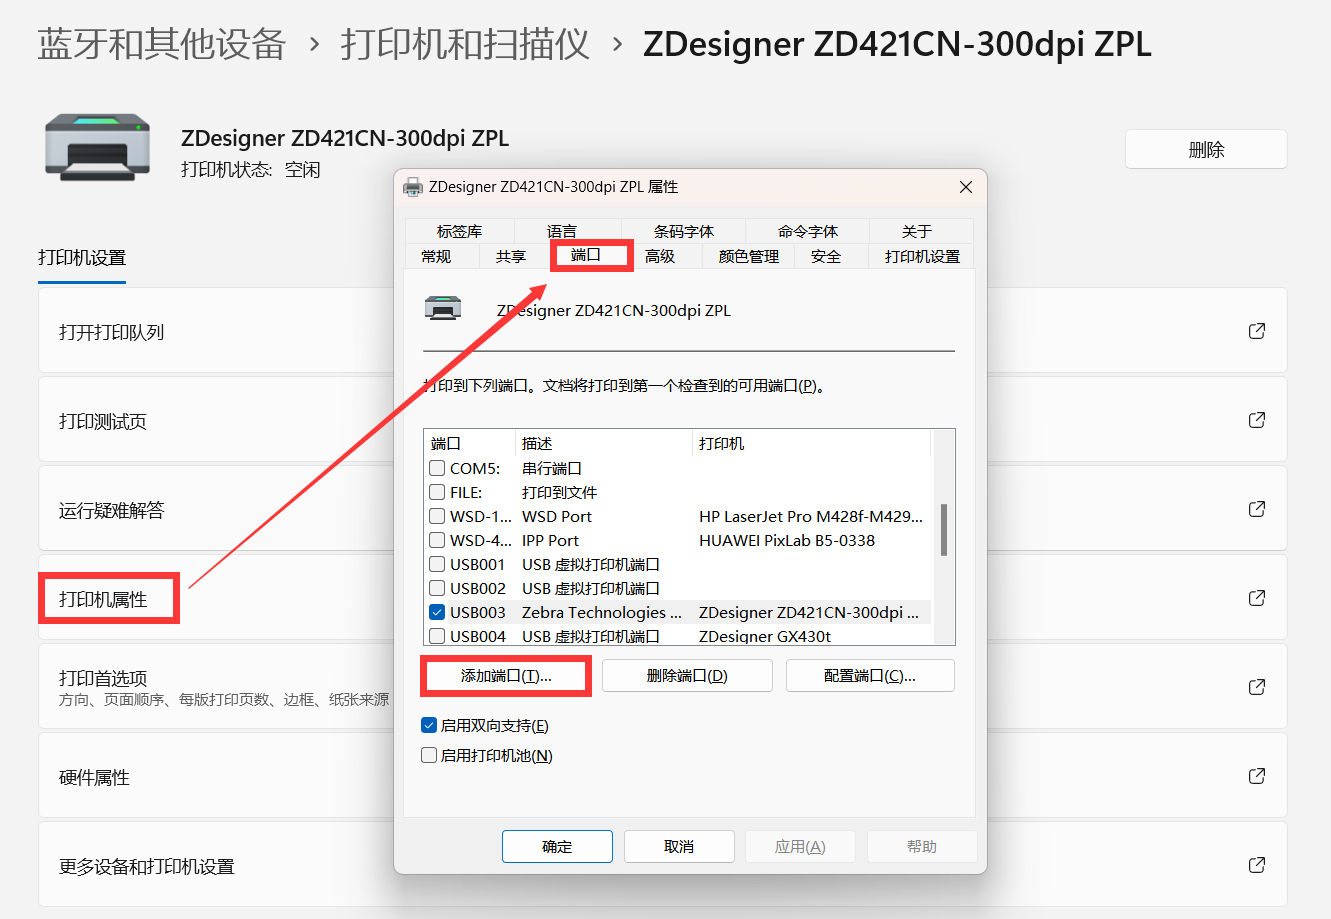 蓝牙和其他设备 › 打印机和扫描仪 › ZDesigner ZD421CN-300dpi ZPL
ZDesigner ZD421CN-300dpi ZPL
打印机状态: 空闲
删除
打印机设置
打开打印队列
打印测试页
运行疑难解答
打印机属性
打印首选项
方向、页面顺序、每版打印页数、边框、纸张来源
硬件属性
更多设备和打印机设置
ZDesigner ZD421CN-300dpi ZPL 属性
标签库 语言 条码字体 命令字体 关于
常规 共享 端口 高级 颜色管理 安全 打印机设置
ZDesigner ZD421CN-300dpi ZPL
打印到下列端口。文档将打印到第一个检查到的可用端口(P)。
端口 描述 打印机
COM5: 串行端口
FILE: 打印到文件
WSD-1... WSD Port HP LaserJet Pro M428f-M429...
WSD-4... IPP Port HUAWEI PixLab B5-0338
USB001 USB 虚拟打印机端口
USB002 USB 虚拟打印机端口
USB003 Zebra Technologies ... ZDesigner ZD421CN-300dpi ...
USB004 USB 虚拟打印机端口 ZDesigner GX430t
添加端口(T)... 删除端口(D) 配置端口(C)...
启用双向支持(E)
启用打印机池(N)
确定 取消 应用(A) 帮助